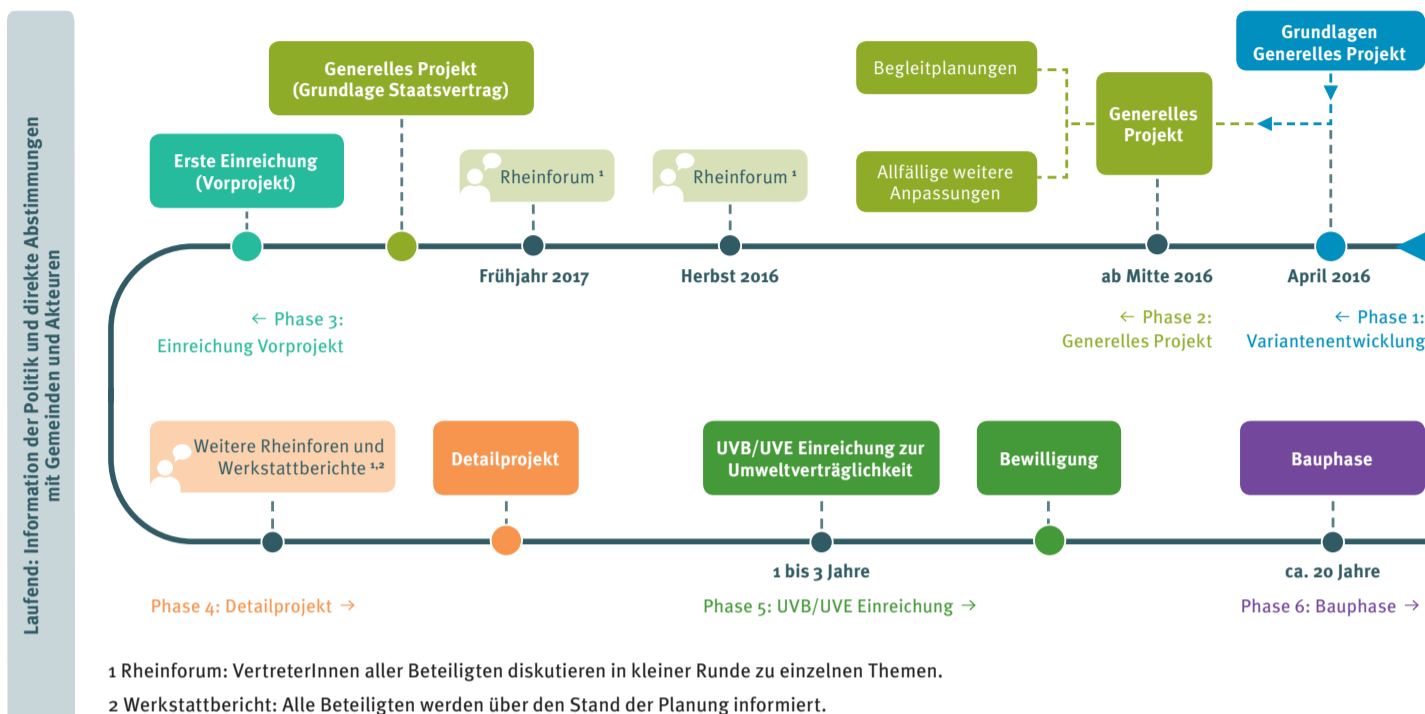 Laufend: Information der Politik und direkte Abstimmungen
mit Gemeinden und Akteuren
Generelles Projekt
(Grundlage Staatsvertrag)
Begleitplanungen
Grundlagen
Generelles Projekt
Generelles
Projekt
Erste Einreichung
(Vorprojekt)
Rheinforum ¹
Rheinforum ¹
Allfällige weitere
Anpassungen
Frühjahr 2017
Herbst 2016
ab Mitte 2016
April 2016
← Phase 3:
Einreichung Vorprojekt
← Phase 2:
Generelles Projekt
← Phase 1:
Variantenentwicklung
Weitere Rheinforen und
Werkstattberichte ¹,²
Detailprojekt
UVB/UVE Einreichung zur
Umweltverträglichkeit
Bewilligung
Bauphase
1 bis 3 Jahre
ca. 20 Jahre
Phase 4: Detailprojekt →
Phase 5: UVB/UVE Einreichung →
Phase 6: Bauphase →
1 Rheinforum: VertreterInnen aller Beteiligten diskutieren in kleiner Runde zu einzelnen Themen.
2 Werkstattbericht: Alle Beteiligten werden über den Stand der Planung informiert.